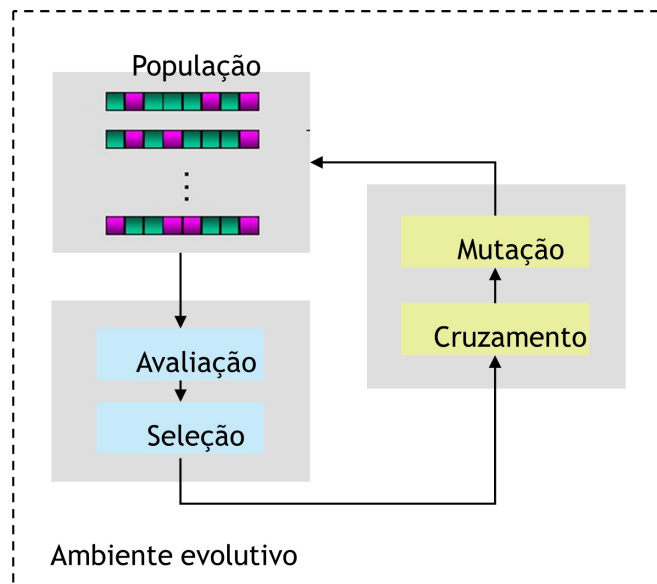 População
Avaliação
Seleção
Mutação
Cruzamento
Ambiente evolutivo